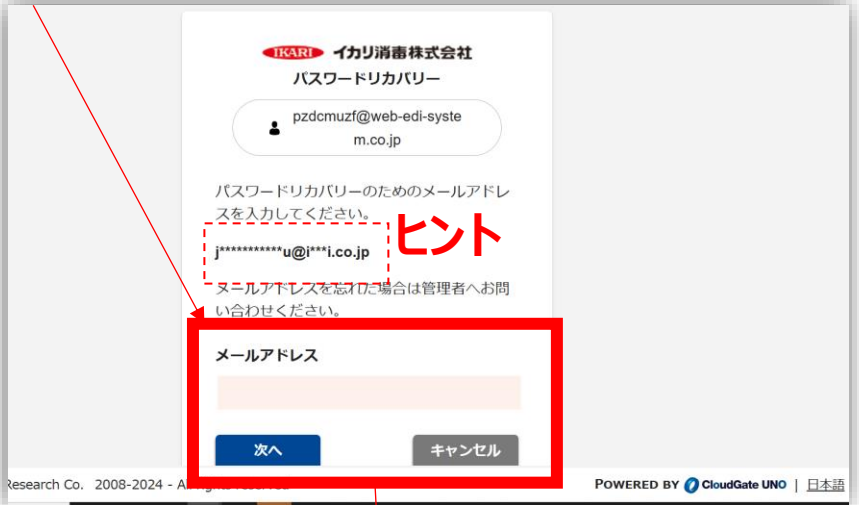 IKARI イカリ消毒株式会社
パスワードリカバリー
pzdcmuzf@web-edi-syste
m.co.jp
パスワードリカバリーのためのメールアドレ
スを入力してください。
ヒント
j***********u@i***i.co.jp
メールアドレスを忘れた場合は管理者へお問
い合わせください。
メールアドレス
次へ キャンセル
Research Co. 2008-2024 - All rights reserved POWERED BY CloudGate UNO | 日本語